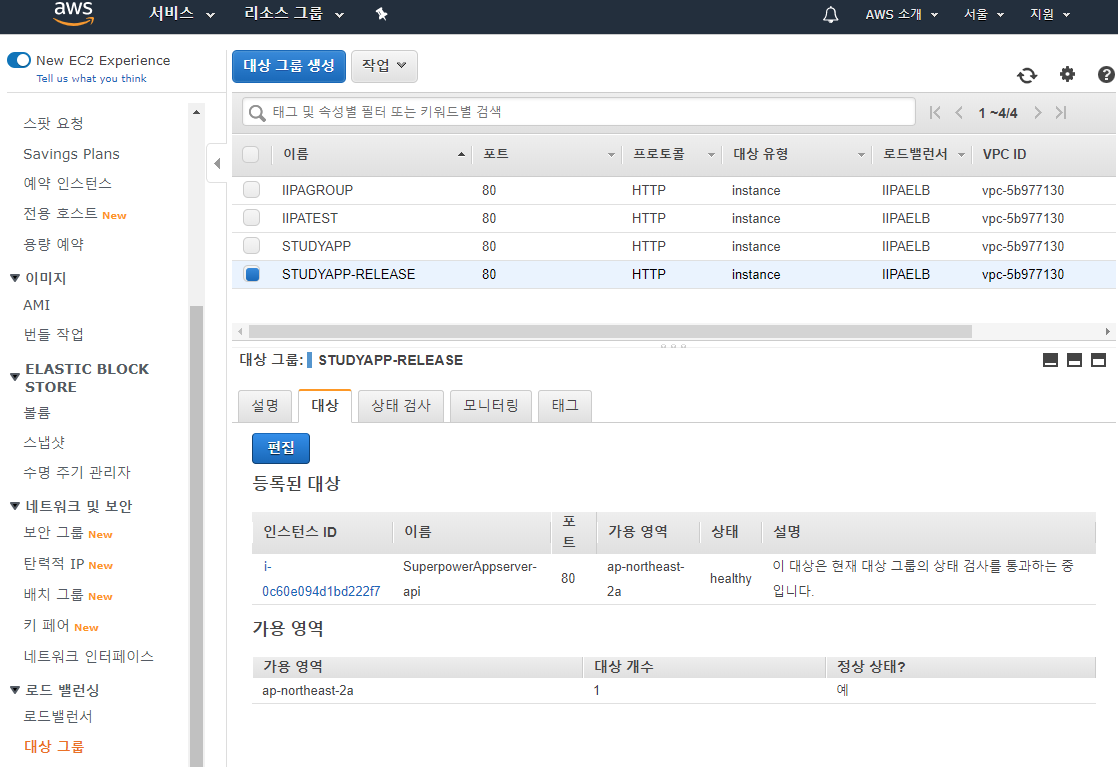 aws 서비스 리소스 그룹 AWS 소개 서울 지원
New EC2 Experience
Tell us what you think
스팟 요청
Savings Plans
예약 인스턴스
전용 호스트 New
용량 예약
이미지
AMI
번들 작업
ELASTIC BLOCK
STORE
볼륨
스냅샷
수명 주기 관리자
네트워크 및 보안
보안 그룹 New
탄력적 IP New
배치 그룹 New
키 페어 New
네트워크 인터페이스
로드 밸런싱
로드밸런서
대상 그룹
대상 그룹 생성 작업
태그 및 속성별 필터 또는 키워드별 검색 1 ~4/4
이름 포트 프로토콜 대상 유형 로드밸런서 VPC ID
IIPAGROUP 80 HTTP instance IIPAELB vpc-5b977130
IIPATEST 80 HTTP instance IIPAELB vpc-5b977130
STUDYAPP 80 HTTP instance IIPAELB vpc-5b977130
STUDYAPP-RELEASE 80 HTTP instance IIPAELB vpc-5b977130
대상 그룹: STUDYAPP-RELEASE
설명 대상 상태 검사 모니터링 태그
편집
등록된 대상
인스턴스 ID 이름 포트 가용 영역 상태 설명
i-0c60e094d1bd222f7 SuperpowerAppserver-api 80 ap-northeast-2a healthy 이 대상은 현재 대상 그룹의 상태 검사를 통과하는 중입니다.
가용 영역
가용 영역 대상 개수 정상 상태?
ap-northeast-2a 1 예